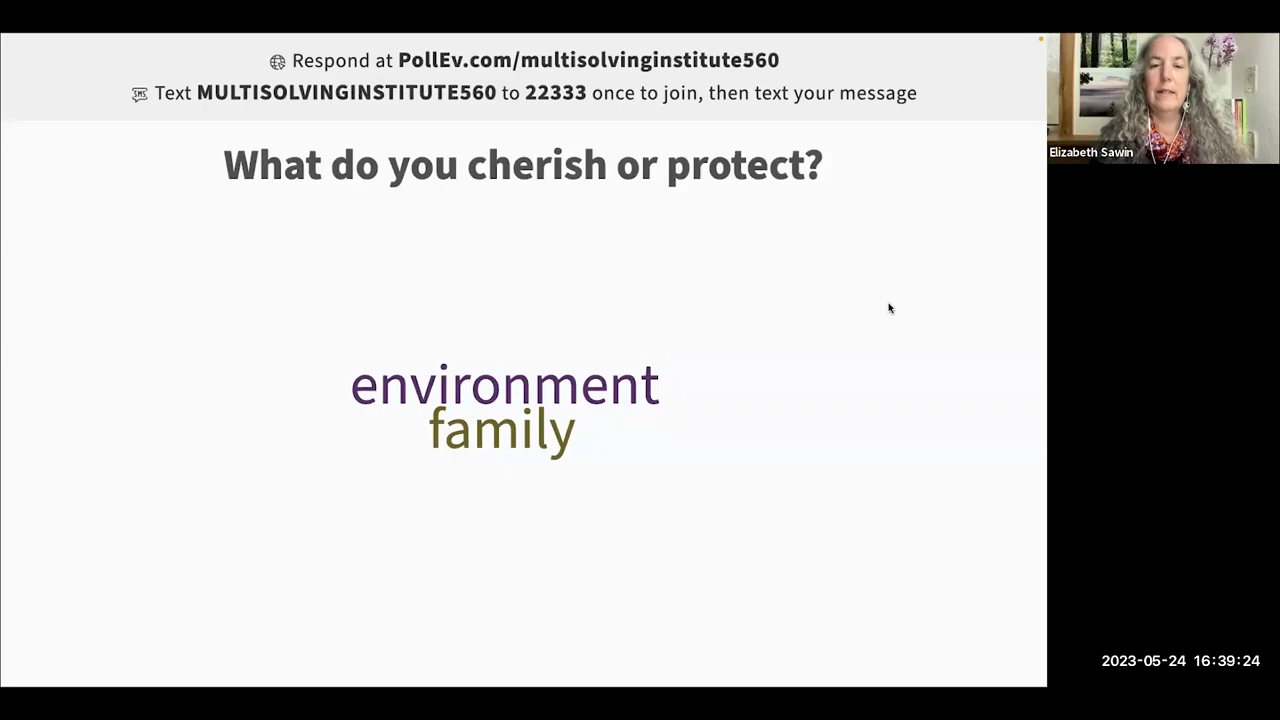 Respond at PollEv.com/multisolvinginstitute560
Text MULTISOLVINGINSTITUTE560 to 22333 once to join, then text your message
What do you cherish or protect?
environment
family
Elizabeth Sawin
2023-05-24 16:39:24